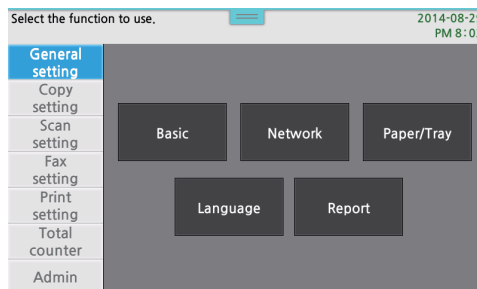 Select the function to use.
2014-08-2
PM 8:0
General
setting
Copy
setting
Scan
setting
Fax
setting
Print
setting
Total
counter
Admin
Basic
Network
Paper/Tray
Language
Report